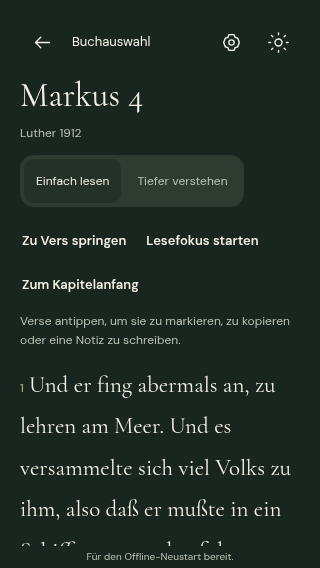 Buchauswahl
Markus 4
Luther 1912
Einfach lesen Tiefer verstehen
Zu Vers springen Lesefokus starten
Zum Kapitelanfang
Verse antippen, um sie zu markieren, zu kopieren
oder eine Notiz zu schreiben.
1 Und er fing abermals an, zu
lehren am Meer. Und es
versammelte sich viel Volks zu
ihm, also daß er mußte in ein
Für den Offline-Neustart bereit.